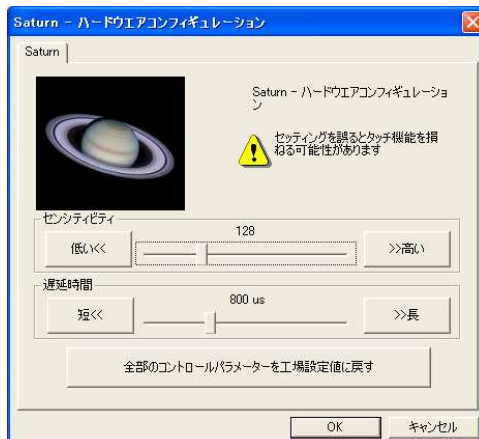 Saturn - ハードウエアコンフィギュレーション
Saturn
Saturn - ハードウエアコンフィギュレーショ
ン
セッティングを誤るとタッチ機能を損
ねる可能性があります
センシティビティ
128
低い<<
>>高い
遅延時間
800 us
短<<
>>長
全部のコントロールパラメーターを工場設定値に戻す
OK
キャンセル